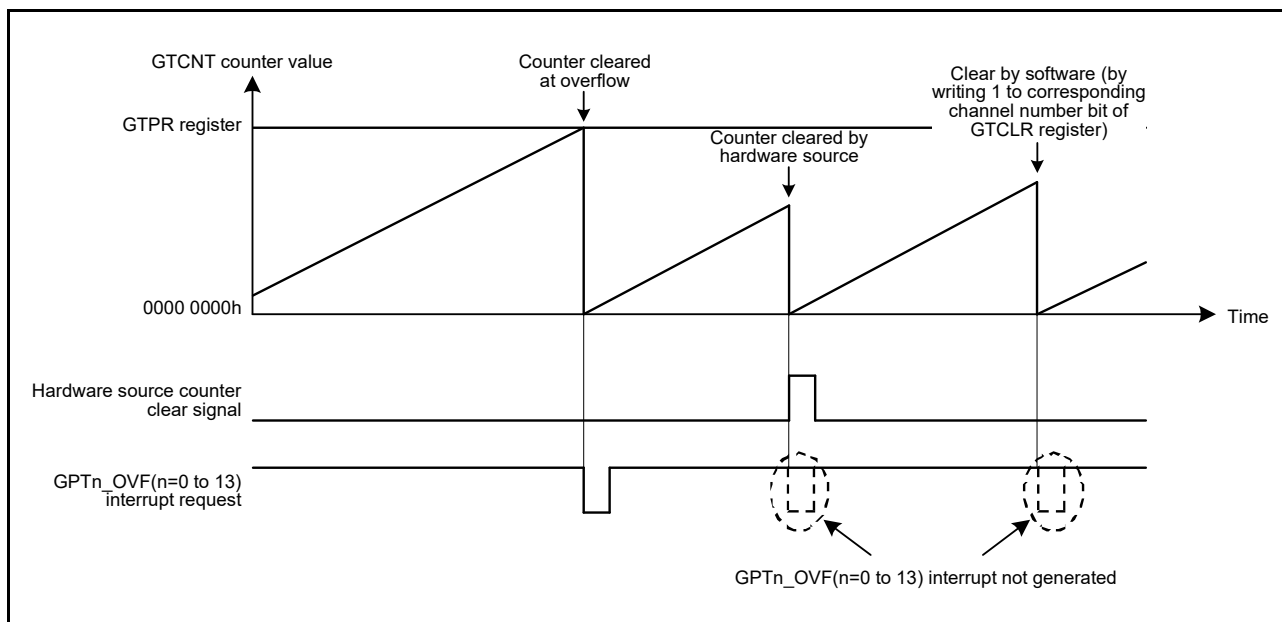 GTCNT counter value
Counter cleared
at overflow
Clear by software (by
writing 1 to corresponding
channel number bit of
GTCLR register)
GTPR register
Counter cleared by
hardware source
0000 0000h
Time
Hardware source counter
clear signal
GPTn_OVF(n=0 to 13)
interrupt request
GPTn_OVF(n=0 to 13) interrupt not generated